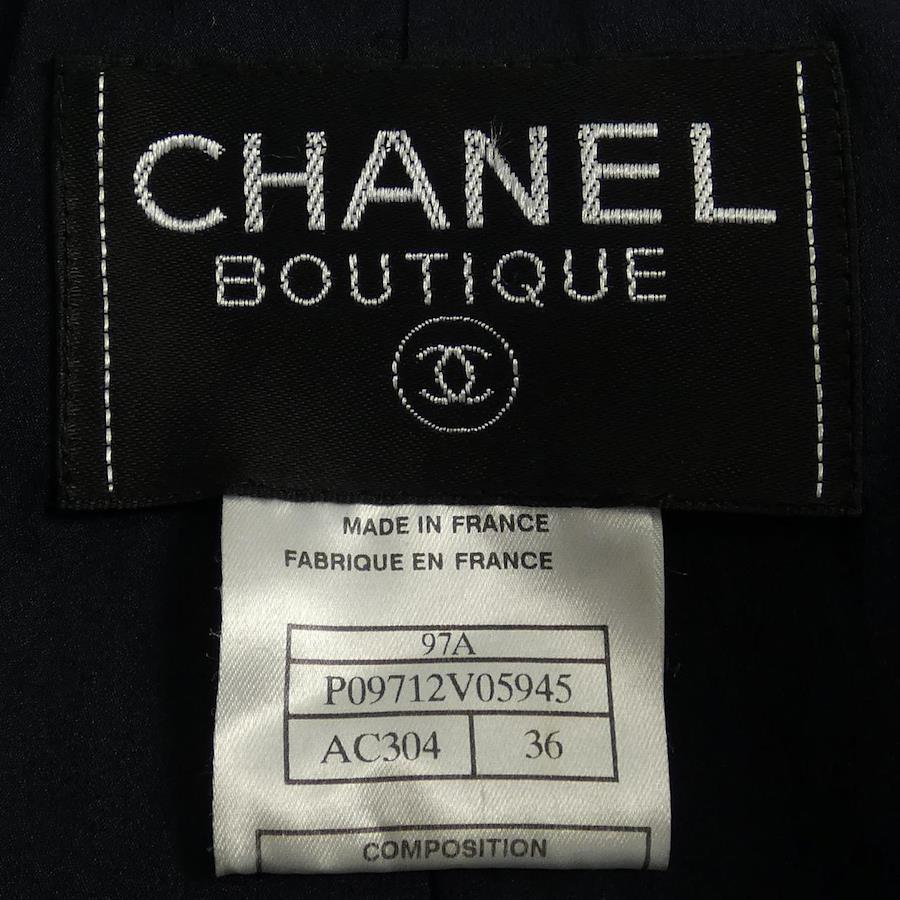 CHANEL
BOUTIQUE
MADE IN FRANCE
FABRIQUE EN FRANCE
97A
P09712V05945
AC304 36
COMPOSITION